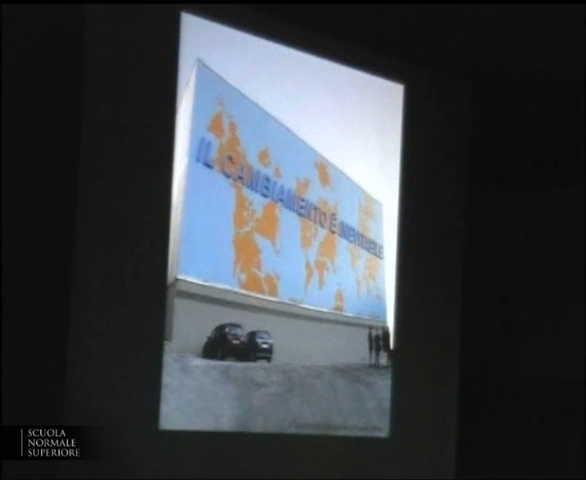 IL CAMBIAMENTO È INEVITABILE
SCUOLA
NORMALE
SUPERIORE